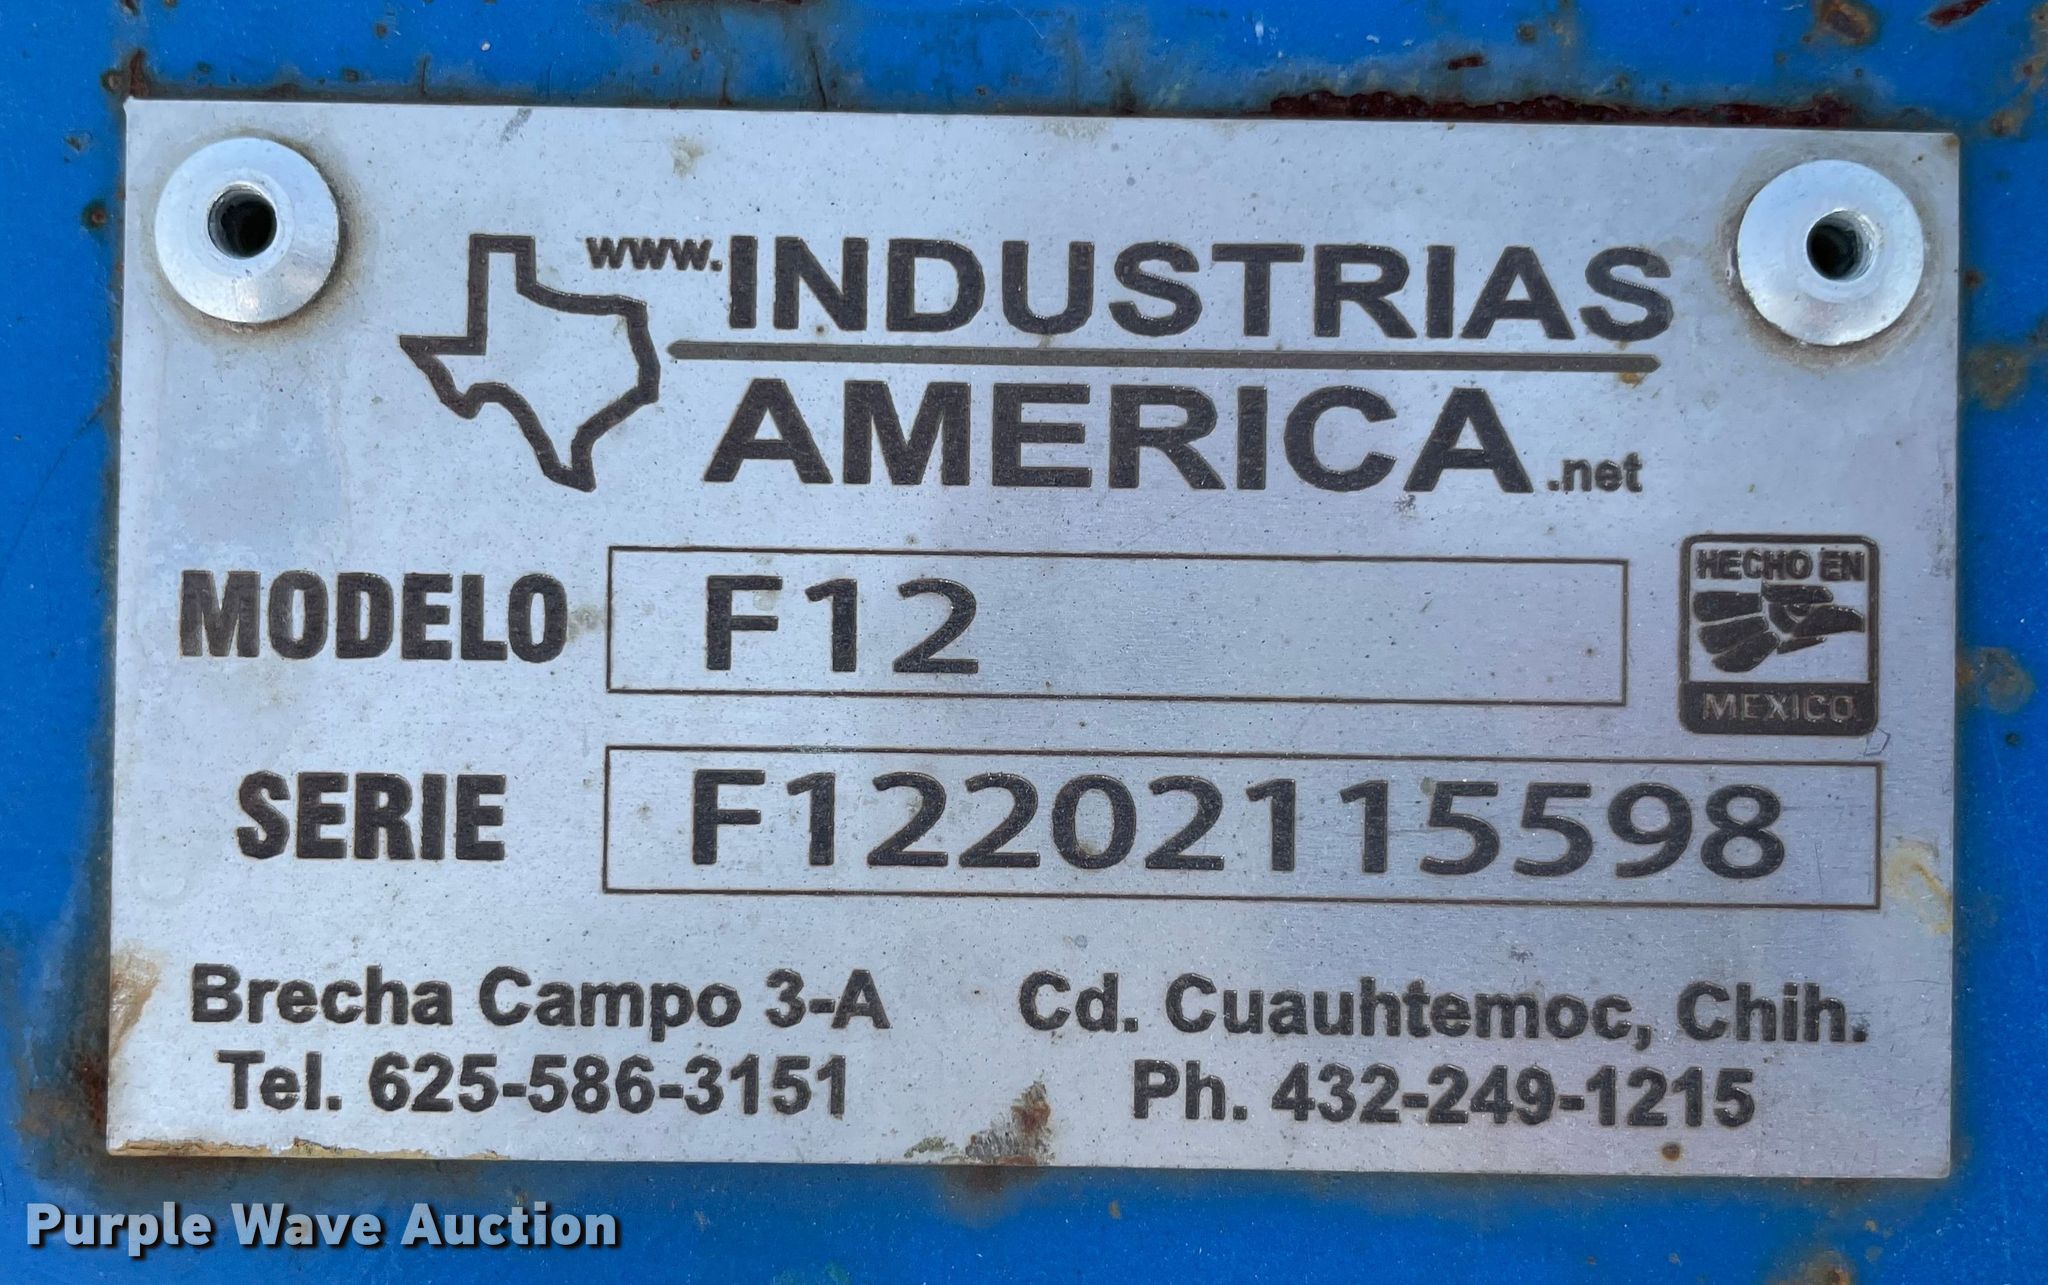 www. INDUSTRIAS
AMERICA .net
MODELO F12
HECHO EN
MEXICO
SERIE F12202115598
Brecha Campo 3-A Cd. Cuauhtemoc, Chih.
Tel. 625-586-3151 Ph. 432-249-1215
Purple Wave Auction